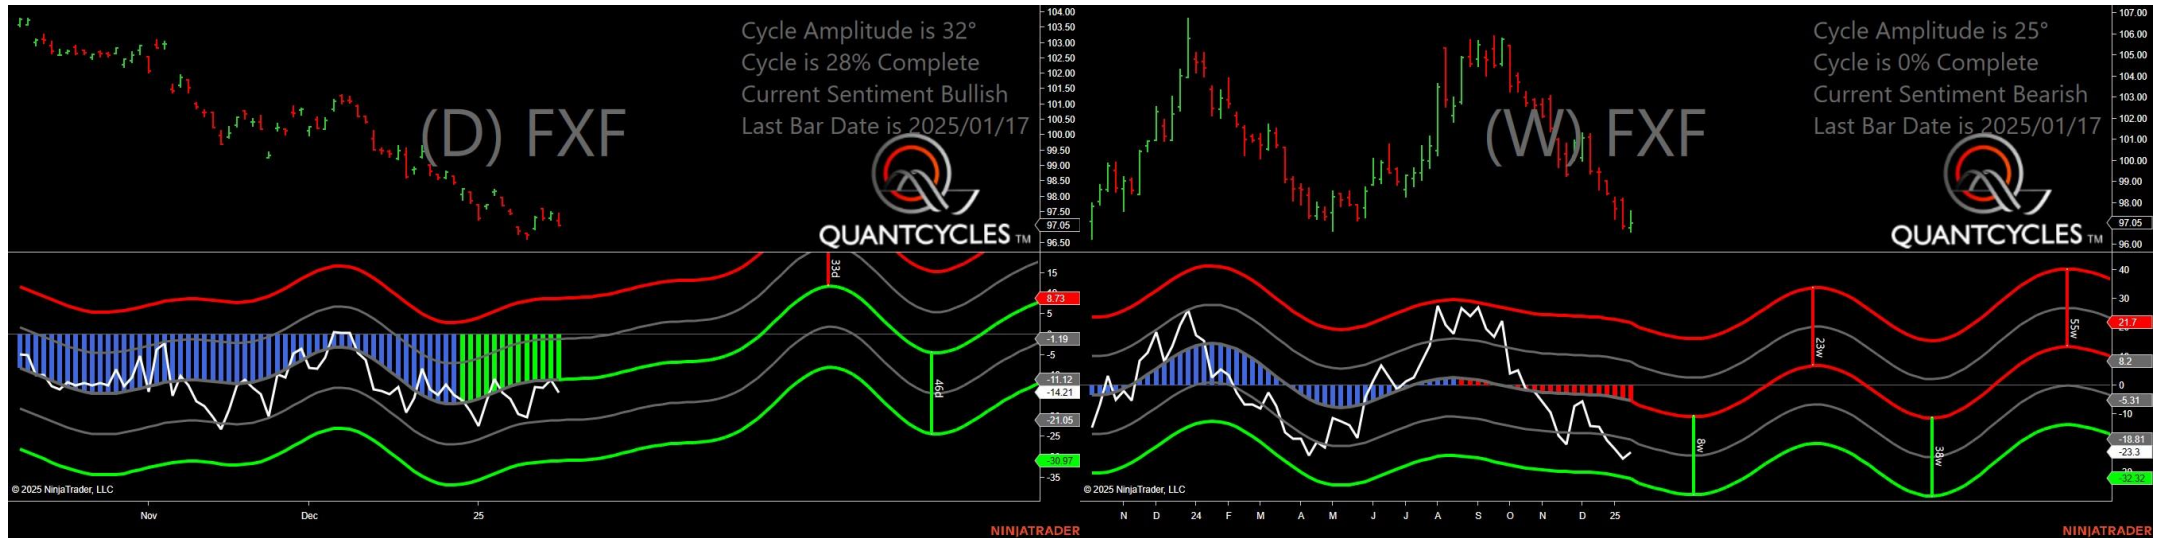 Cycle Amplitude is 32°
Cycle is 28% Complete
Current Sentiment Bullish
Last Bar Date is 2025/01/17
(D) FXF
QUANTCYCLES TM
104.00
103.50
103.00
102.50
102.00
101.50
101.00
100.50
100.00
99.50
99.00
98.50
98.00
97.50
97.05
96.50
33d
46d
15
8.73
5
-1.19
-5
-11.12
-14.21
-21.05
-25
-30.97
-35
© 2025 NinjaTrader, LLC
Nov Dec 25
NINJATRADER
Cycle Amplitude is 25°
Cycle is 0% Complete
Current Sentiment Bearish
Last Bar Date is 2025/01/17
(W) FXF
QUANTCYCLES TM
107.00
106.00
105.00
104.00
103.00
102.00
101.00
100.00
99.00
98.00
97.05
96.00
8w
23w
38w
55w
40
30
21.7
8.2
0
-5.31
-10
-18.81
-23.3
-32.32
© 2025 NinjaTrader, LLC
N D 24 F M A M J J A S O N D 25
NINJATRADER